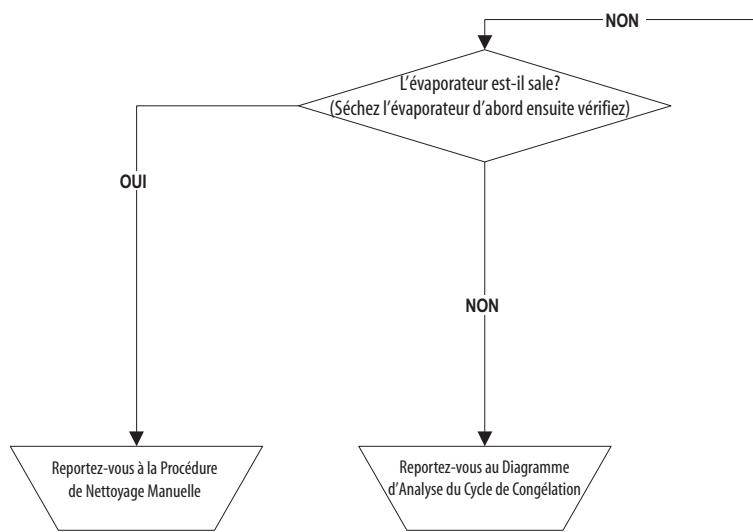 NON
L’évaporateur est-il sale?
(Séchez l’évaporateur d’abord ensuite vérifiez)
OUI
NON
Reportez-vous à la Procédure
de Nettoyage Manuelle
Reportez-vous au Diagramme
d’Analyse du Cycle de Congélation